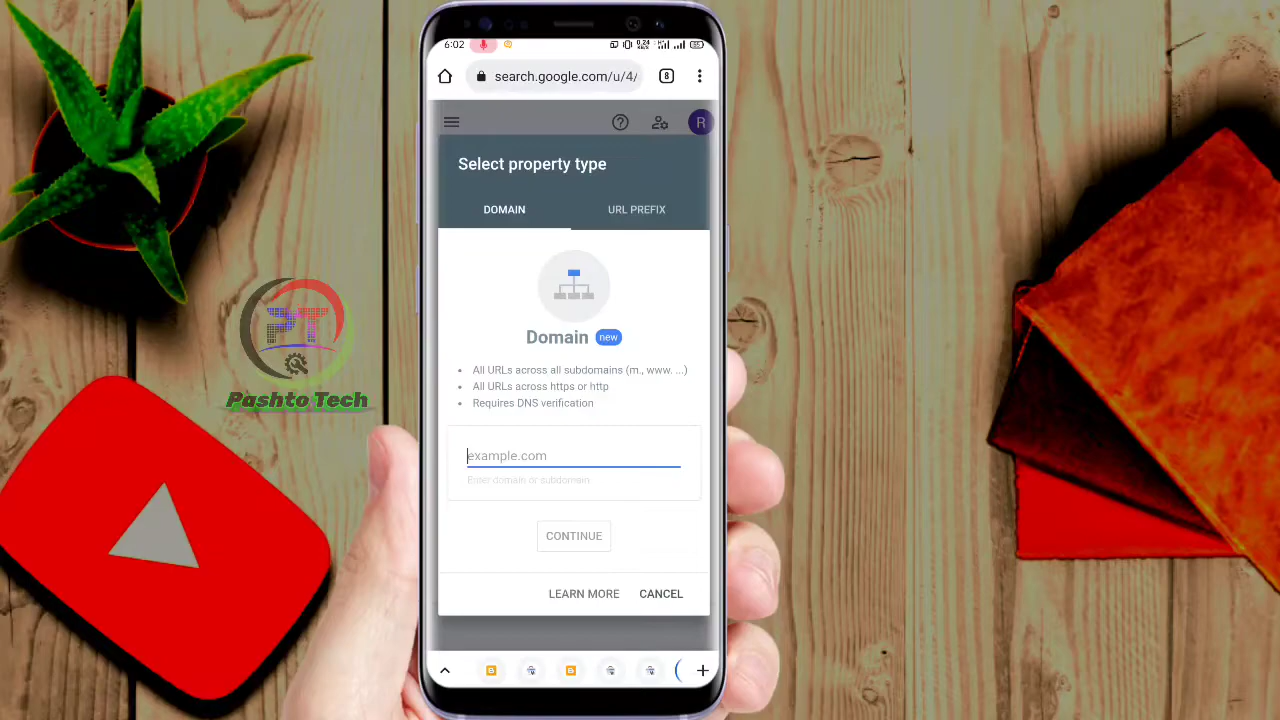 6:02
search.google.com/u/4/
8
R
Select property type
DOMAIN
URL PREFIX
Domain new
All URLs across all subdomains (m., www. ...)
All URLs across https or http
Requires DNS verification
example.com
Enter domain or subdomain
CONTINUE
LEARN MORE
CANCEL
PT
Pashto Tech